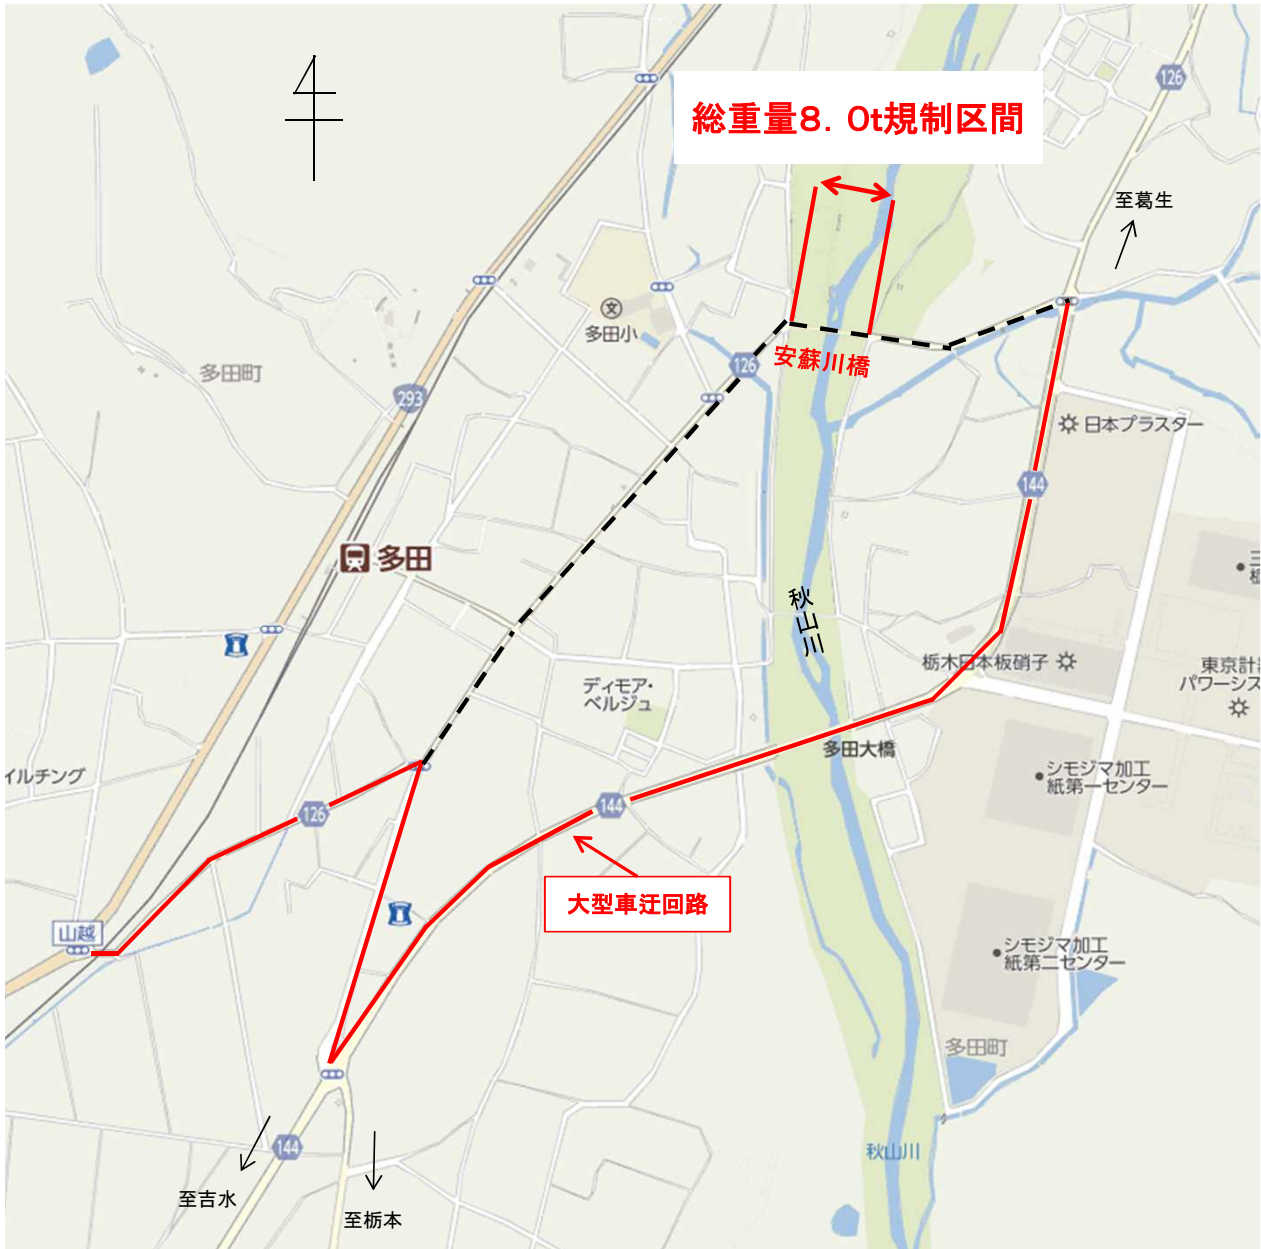 総重量8．0t規制区間
126
至葛生
多田小
126
安蘇川橋
多田町
293
日本プラスター
144
多田
秋山川
栃木日本板硝子
東京計
パワーシス
ディモア・
ベルジュ
多田大橋
イルチング
シモジマ加工
紙第一センター
126
144
大型車迂回路
山越
シモジマ加工
紙第二センター
多田町
144
秋山川
至吉水
至栃本